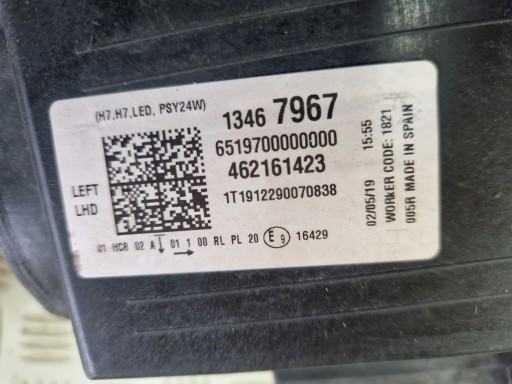 (H7,H7,LED, PSY24W)
1346 7967
6519700000000
462161423
1T1912290070838
LEFT
LHD
01 HCR 02 A 01 1 00 RL PL 20 E9 16429
02/05/19 15:55
WORKER CODE: 1821
005R MADE IN SPAIN